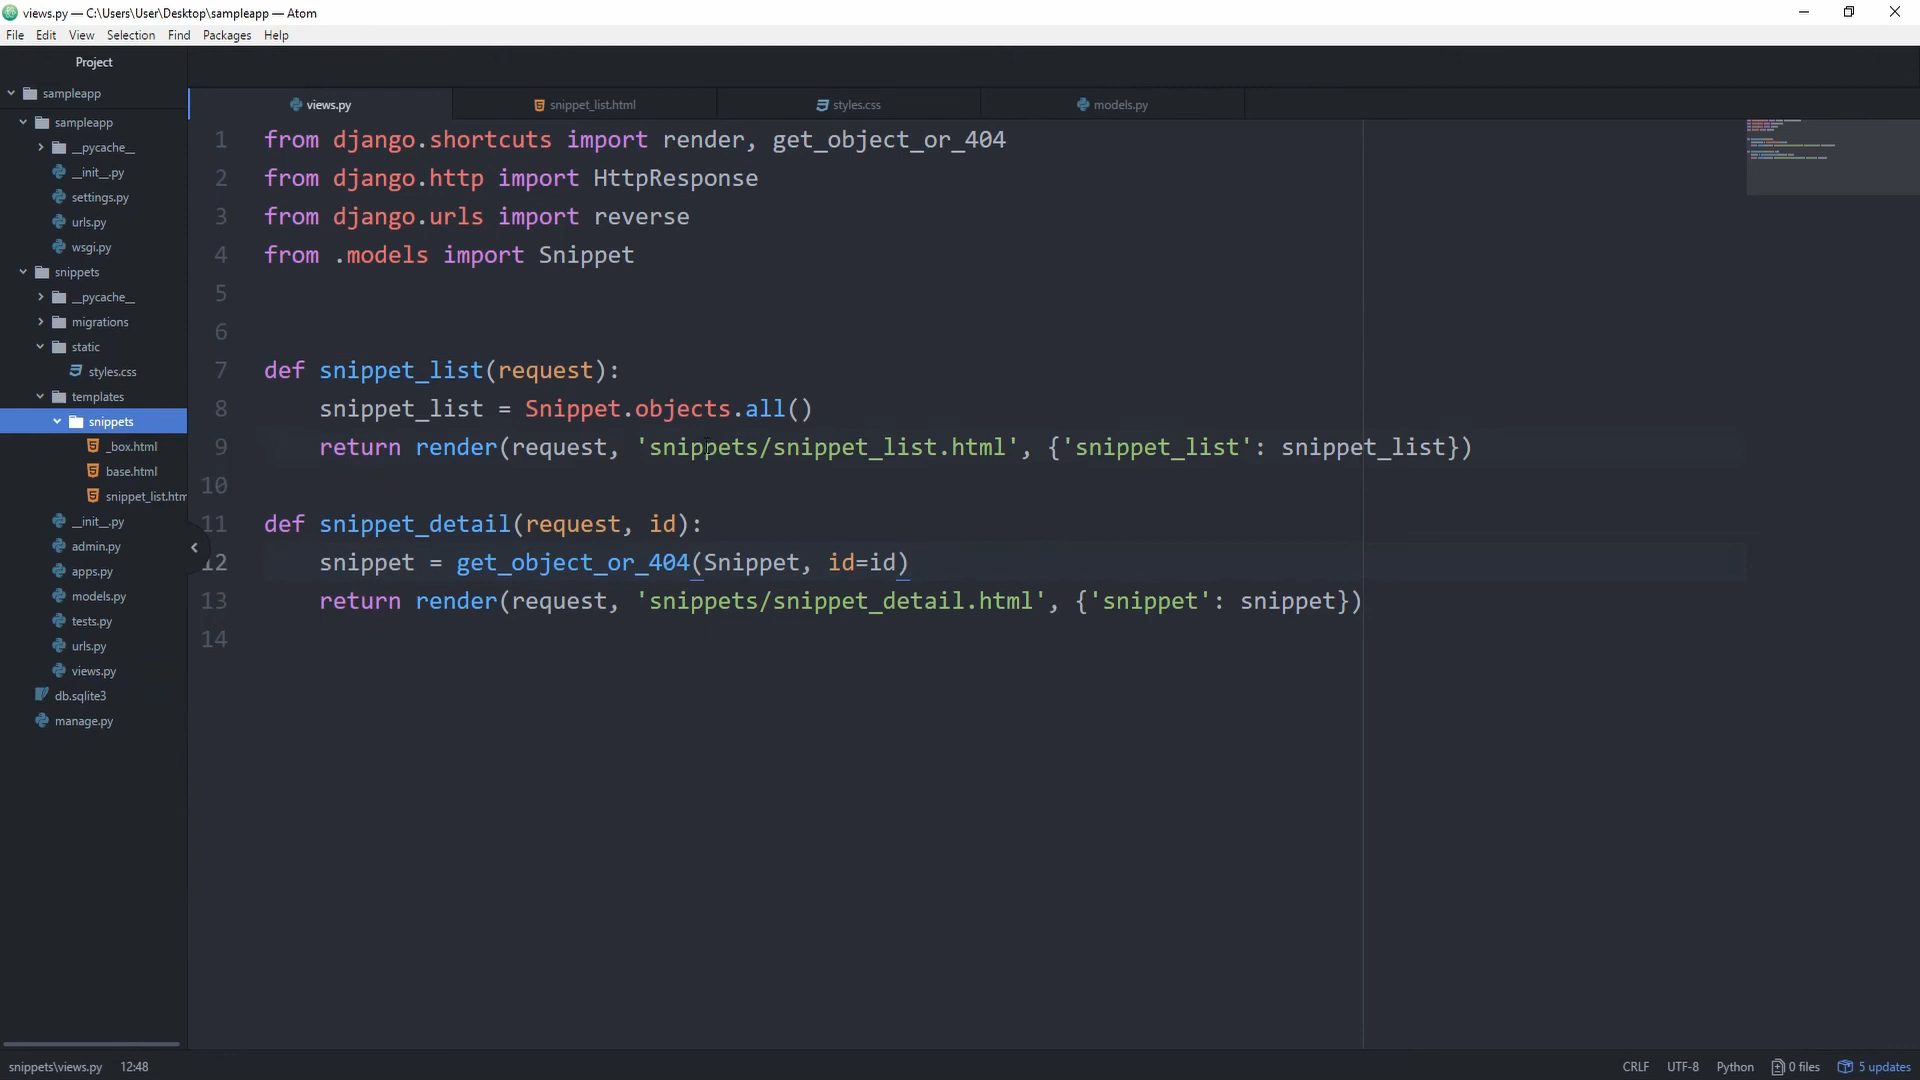 views.py — C:\Users\User\Desktop\sampleapp — Atom
File Edit View Selection Find Packages Help
Project
sampleapp
sampleapp
__pycache__
__init__.py
settings.py
urls.py
wsgi.py
snippets
__pycache__
migrations
static
styles.css
templates
snippets
_box.html
base.html
snippet_list.htm
__init__.py
admin.py
apps.py
models.py
tests.py
urls.py
views.py
db.sqlite3
manage.py
views.py snippet_list.html styles.css models.py
1 from django.shortcuts import render, get_object_or_404
2 from django.http import HttpResponse
3 from django.urls import reverse
4 from .models import Snippet
5
6
7 def snippet_list(request):
8 snippet_list = Snippet.objects.all()
9 return render(request, 'snippets/snippet_list.html', {'snippet_list': snippet_list})
10
11 def snippet_detail(request, id):
12 snippet = get_object_or_404(Snippet, id=id)
13 return render(request, 'snippets/snippet_detail.html', {'snippet': snippet})
14
snippets\views.py 12:48 CRLF UTF-8 Python 0 files 5 updates